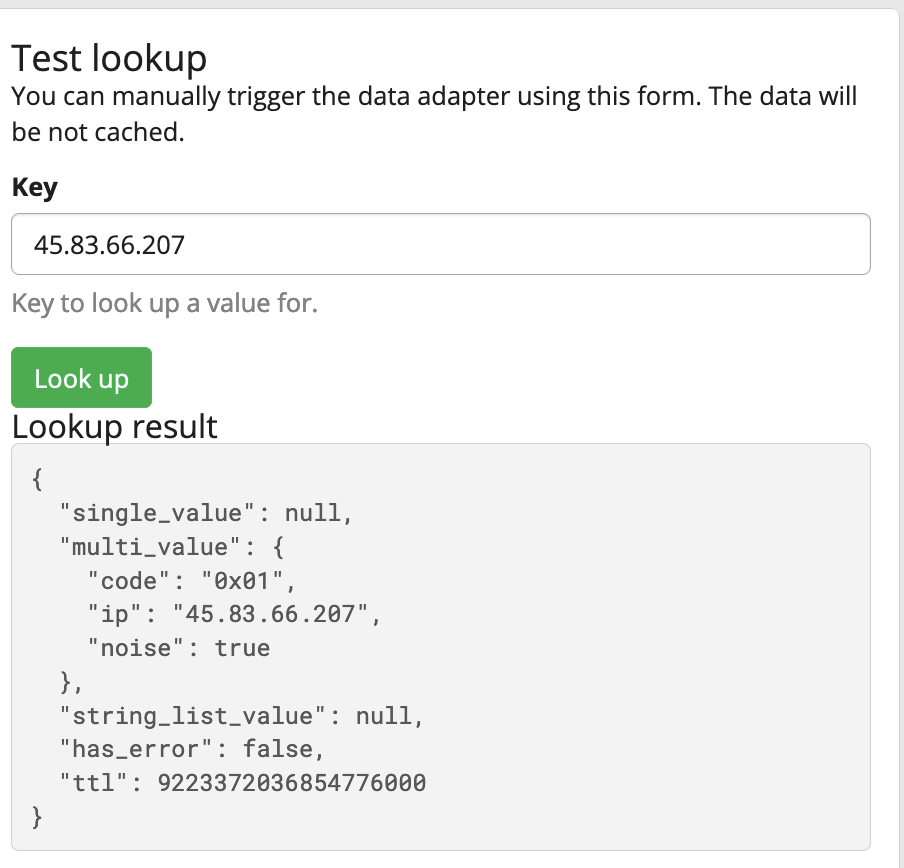 Test lookup
You can manually trigger the data adapter using this form. The data will
be not cached.
Key
45.83.66.207
Key to look up a value for.
Look up
Lookup result
{
  "single_value": null,
  "multi_value": {
    "code": "0x01",
    "ip": "45.83.66.207",
    "noise": true
  },
  "string_list_value": null,
  "has_error": false,
  "ttl": 9223372036854776000
}